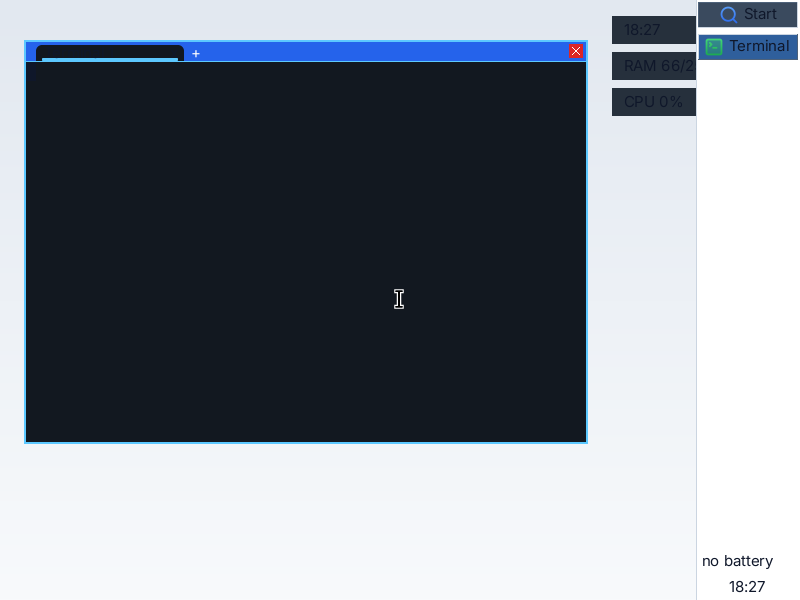 Start
18:27
Terminal
+
RAM 66/2
CPU 0%
no battery
18:27